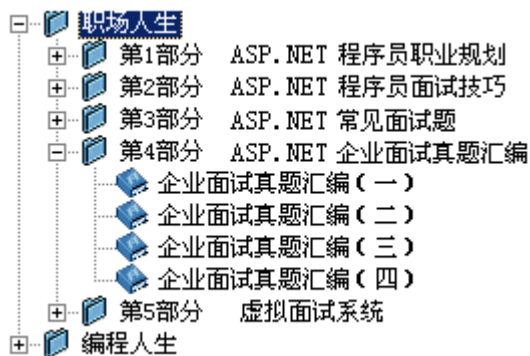 职场人生
第1部分 ASP.NET 程序员职业规划
第2部分 ASP.NET 程序员面试技巧
第3部分 ASP.NET 常见面试题
第4部分 ASP.NET 企业面试真题汇编
企业面试真题汇编(一)
企业面试真题汇编(二)
企业面试真题汇编(三)
企业面试真题汇编(四)
第5部分 虚拟面试系统
编程人生